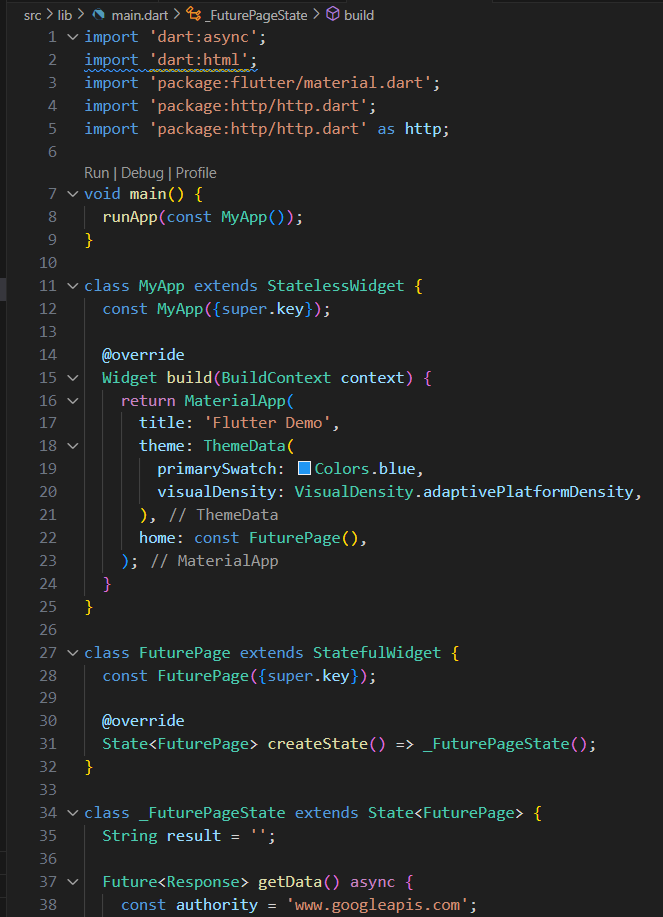 src > lib > main.dart > _FuturePageState > build
1 import 'dart:async';
2 import 'dart:html';
3 import 'package:flutter/material.dart';
4 import 'package:http/http.dart';
5 import 'package:http/http.dart' as http;
6
Run | Debug | Profile
7 void main() {
8 runApp(const MyApp());
9 }
10
11 class MyApp extends StatelessWidget {
12 const MyApp({super.key});
13
14 @override
15 Widget build(BuildContext context) {
16 return MaterialApp(
17 title: 'Flutter Demo',
18 theme: ThemeData(
19 primarySwatch: Colors.blue,
20 visualDensity: VisualDensity.adaptivePlatformDensity,
21 ), // ThemeData
22 home: const FuturePage(),
23 ); // MaterialApp
24 }
25 }
26
27 class FuturePage extends StatefulWidget {
28 const FuturePage({super.key});
29
30 @override
31 State<FuturePage> createState() => _FuturePageState();
32 }
33
34 class _FuturePageState extends State<FuturePage> {
35 String result = '';
36
37 Future<Response> getData() async {
38 const authority = 'www.googleapis.com';